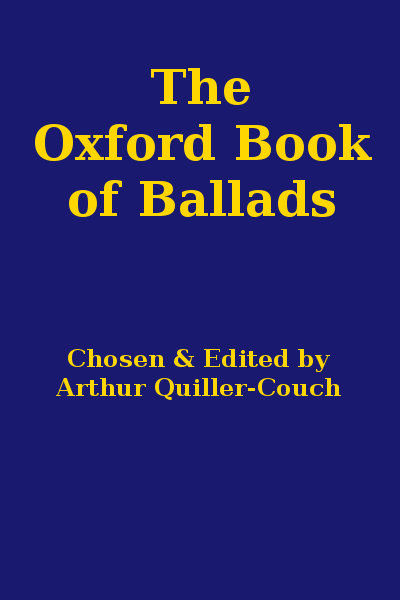 The
Oxford Book
of Ballads
Chosen & Edited by
Arthur Quiller-Couch